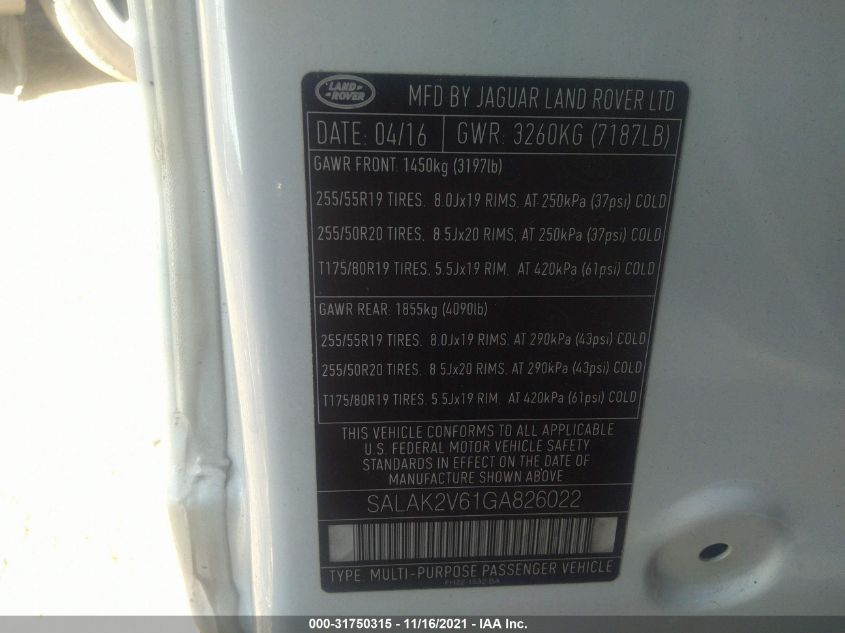 LAND
ROVER
MFD BY JAGUAR LAND ROVER LTD
DATE: 04/16 GWR: 3260KG (7187LB)
GAWR FRONT: 1450kg (3197lb)
255/55R19 TIRES. 8.0Jx19 RIMS. AT 250kPa (37psi) COLD
255/50R20 TIRES, 8.5Jx20 RIMS, AT 250kPa (37psi) COLD
T175/80R19 TIRES, 5.5Jx19 RIM, AT 420kPa (61psi) COLD
GAWR REAR: 1855kg (4090lb)
255/55R19 TIRES. 8.0Jx19 RIMS. AT 290kPa (43psi) COLD
255/50R20 TIRES. 8.5Jx20 RIMS, AT 290kPa (43psi) COLD
T175/80R19 TIRES, 5.5Jx19 RIM, AT 420kPa (61psi) COLD
THIS VEHICLE CONFORMS TO ALL APPLICABLE
U.S. FEDERAL MOTOR VEHICLE SAFETY
STANDARDS IN EFFECT ON THE DATE OF
MANUFACTURE SHOWN ABOVE
SALAK2V61GA826022
TYPE: MULTI-PURPOSE PASSENGER VEHICLE
000-31750315 - 11/16/2021 - IAA Inc.